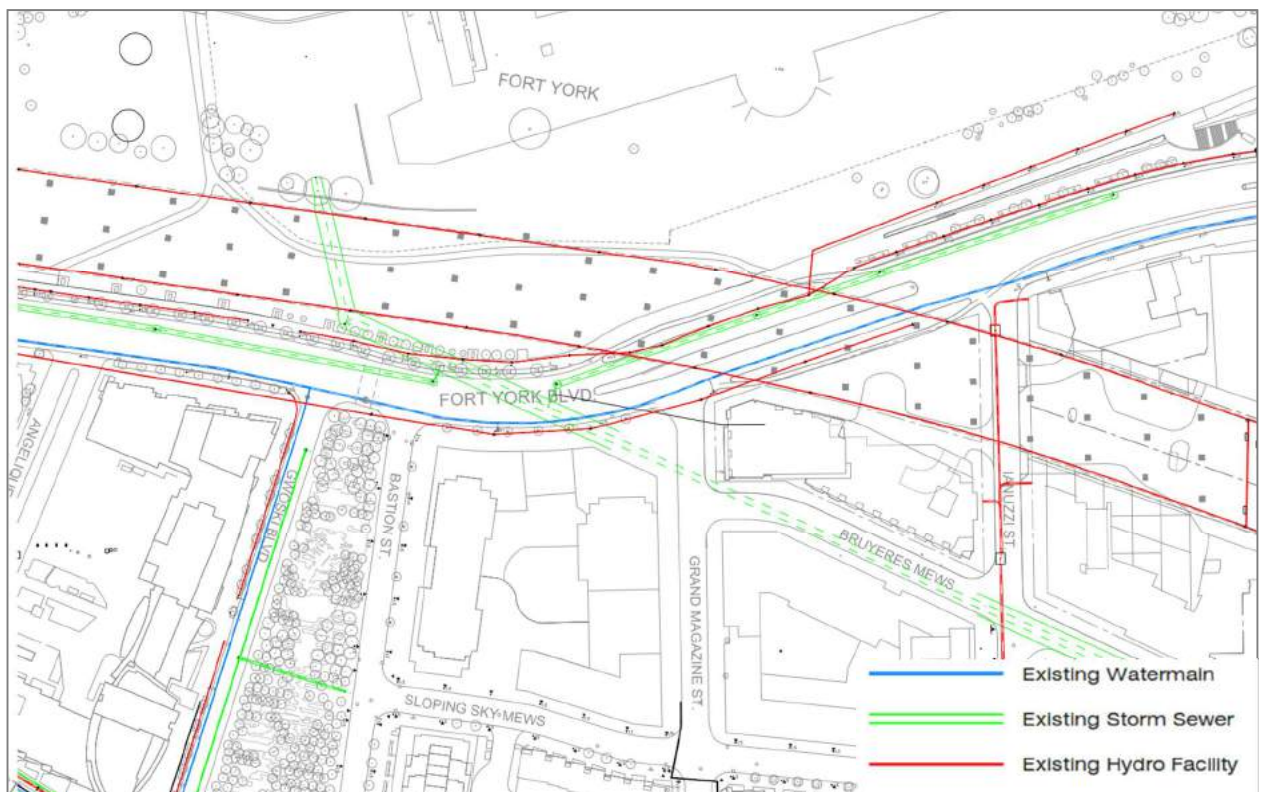 FORT YORK
FORT YORK BLVD.
ANGELIQUE
GWOSKI BLVD
BASTION ST.
IANUZZI ST.
BRUYERES MEWS
GRAND MAGAZINE ST.
SLOPING SKY MEWS
Existing Watermain
Existing Storm Sewer
Existing Hydro Facility